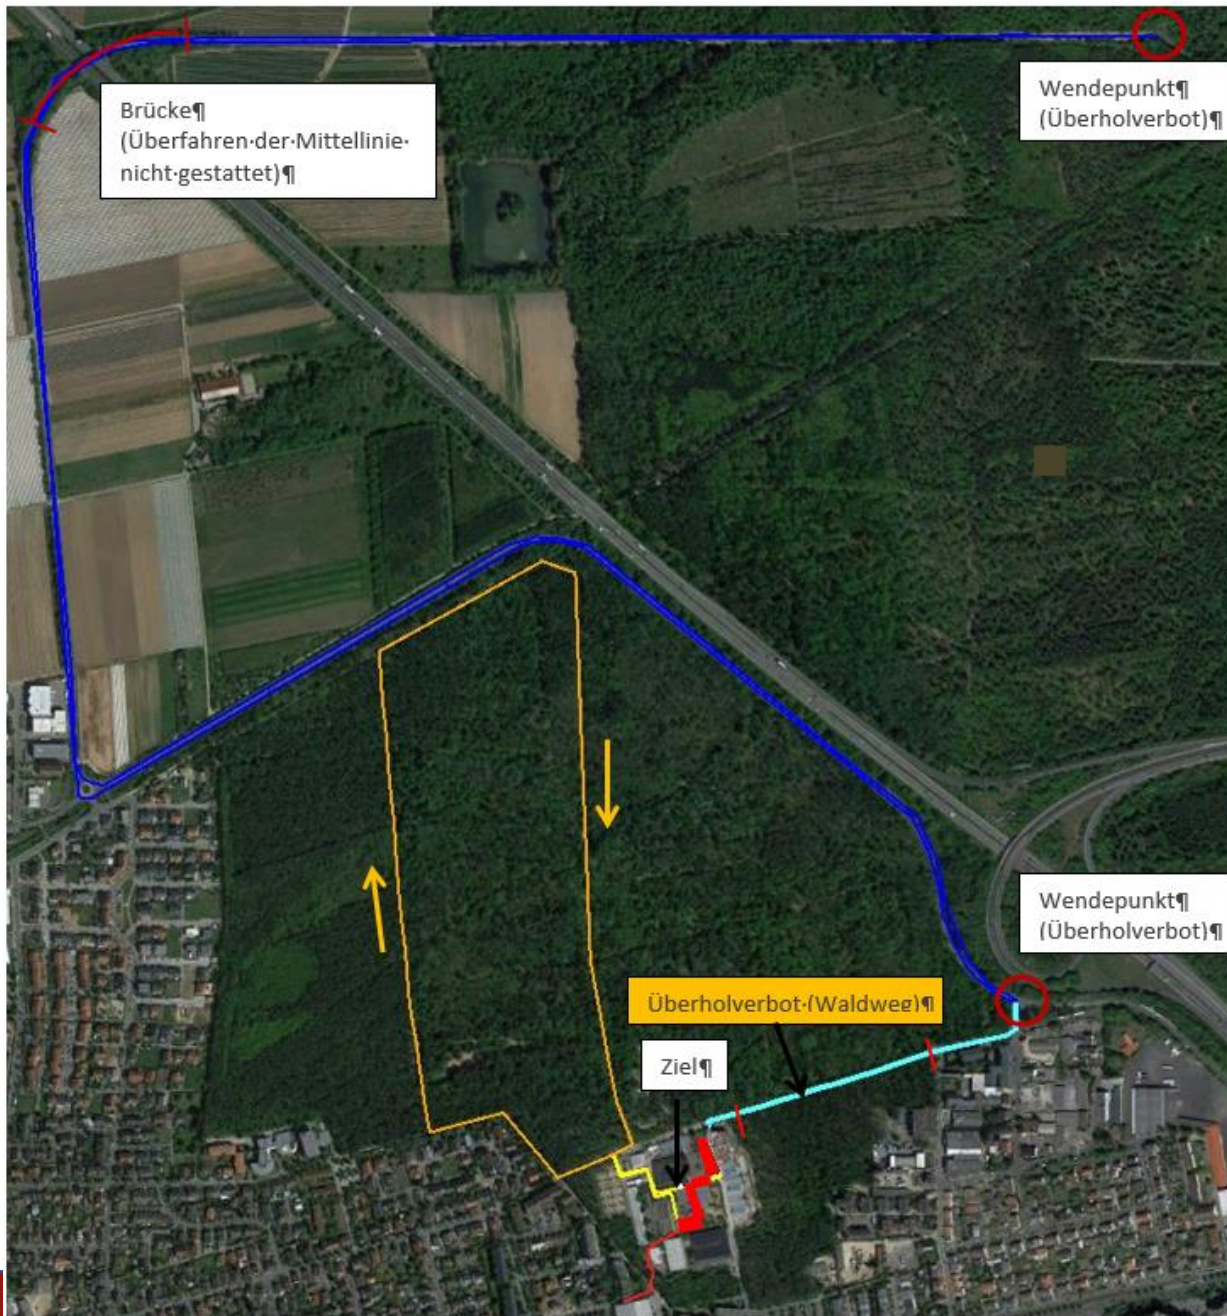 Wendepunkt¶
(Überholverbot)¶
Brücke¶
(Überfahren·der·Mittellinie·
nicht·gestattet)¶
Wendepunkt¶
(Überholverbot)¶
Überholverbot·(Waldweg)¶
Ziel¶